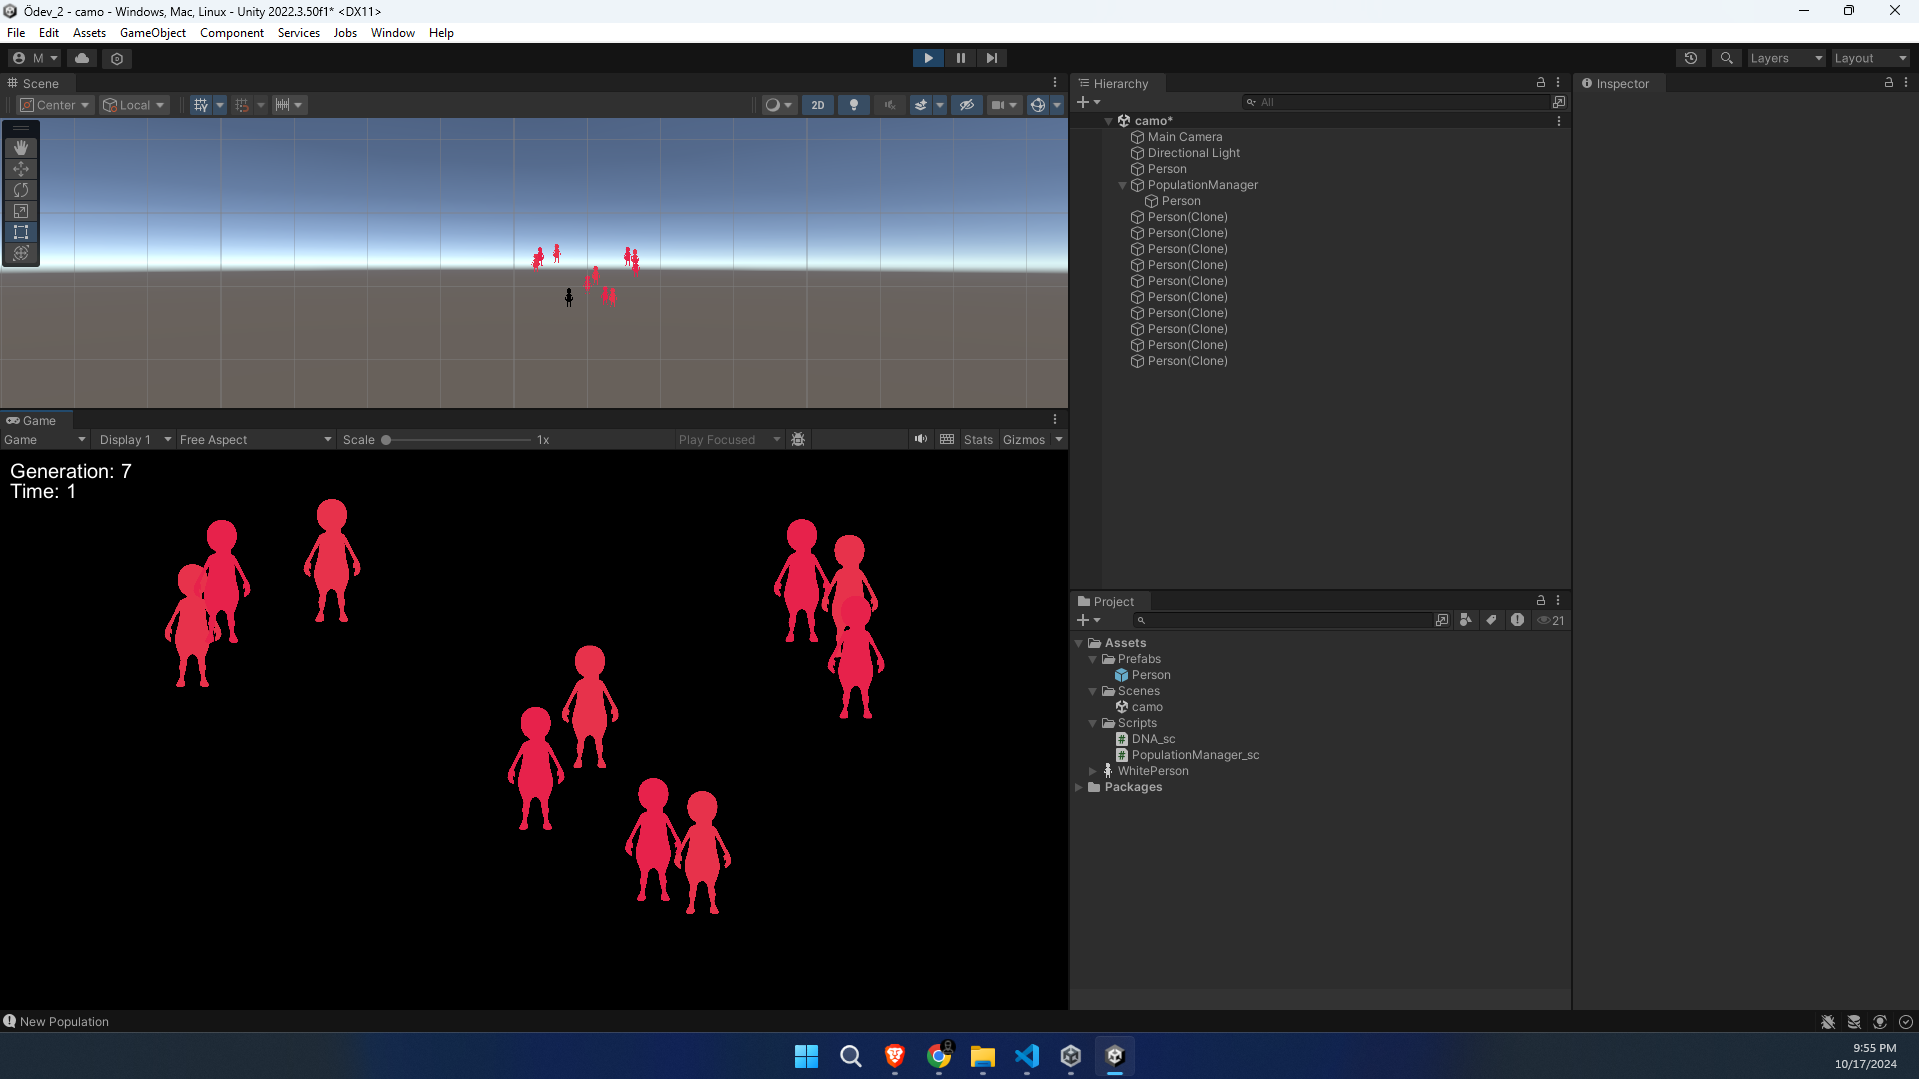 Ödev_2 - camo - Windows, Mac, Linux - Unity 2022.3.50f1* <DX11>
File Edit Assets GameObject Component Services Jobs Window Help
M Layers Layout
Scene
Center Local 2D
Game
Game Display 1 Free Aspect Scale 1x Play Focused Stats Gizmos
Generation: 7
Time: 1
Hierarchy
All
camo*
Main Camera
Directional Light
Person
PopulationManager
Person
Person(Clone)
Person(Clone)
Person(Clone)
Person(Clone)
Person(Clone)
Person(Clone)
Person(Clone)
Person(Clone)
Person(Clone)
Person(Clone)
Project
21
Assets
Prefabs
Person
Scenes
camo
Scripts
DNA_sc
PopulationManager_sc
WhitePerson
Packages
Inspector
New Population
9:55 PM
10/17/2024